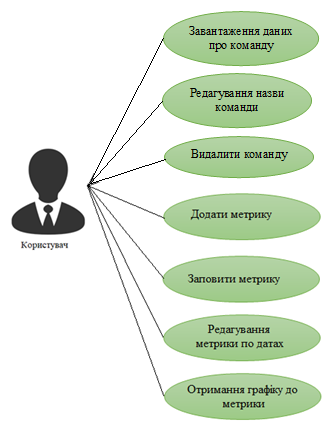 Завантаження даних
про команду
Редагування назви
команди
Видалити команду
Користувач
Додати метрику
Заповити метрику
Редагування
метрики по датах
Отримання графіку до
метрики